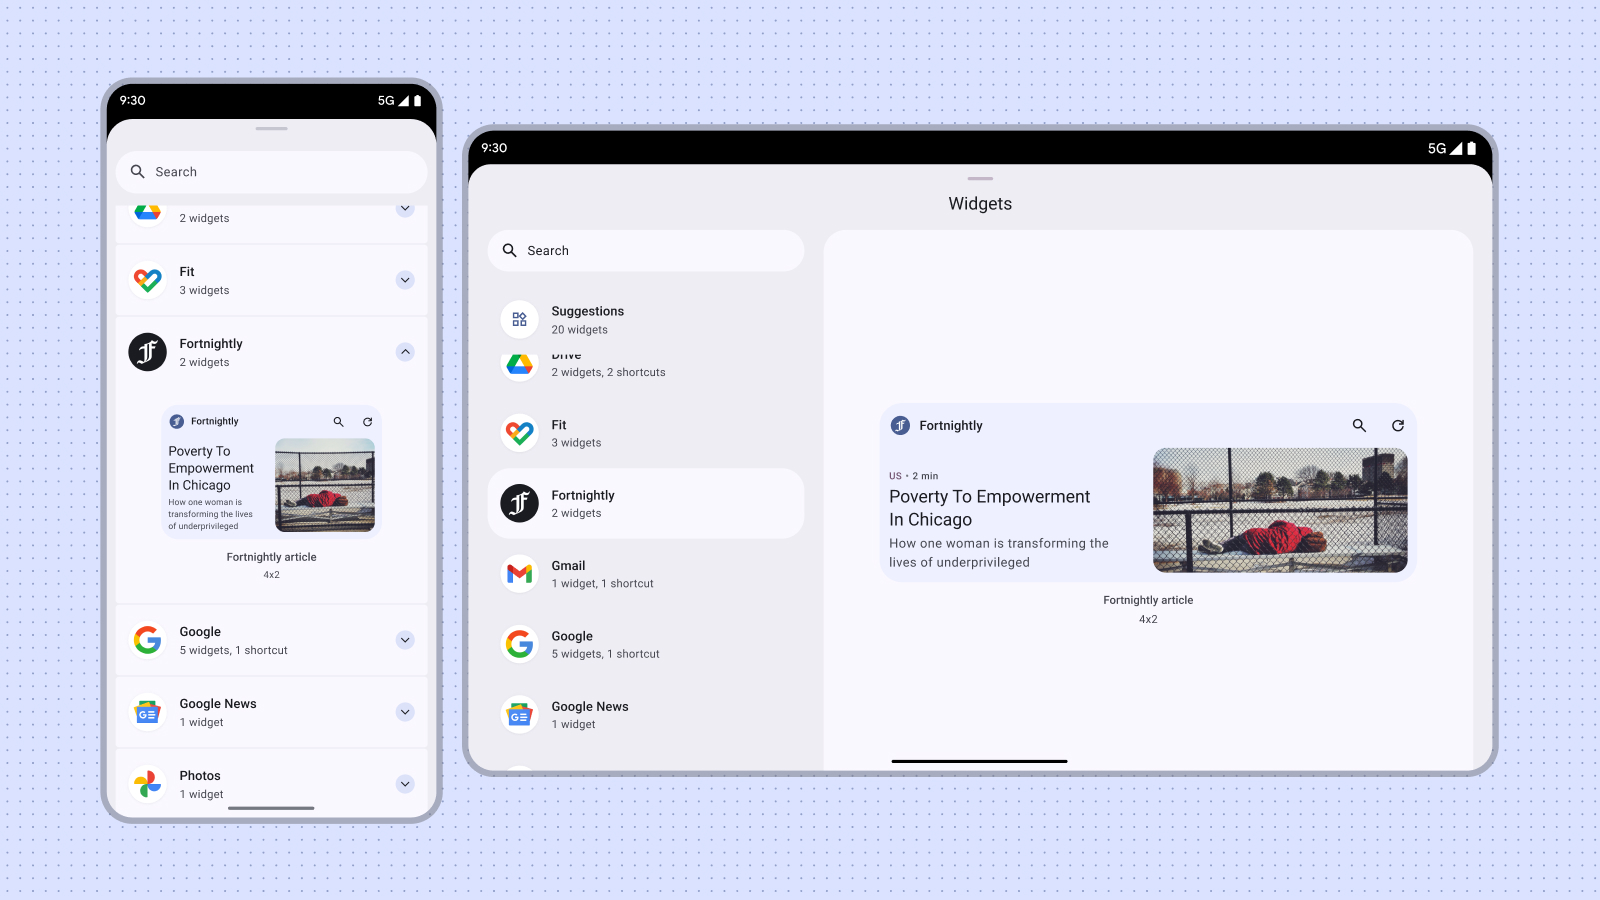 9:30
5G
Search
2 widgets
Fit
3 widgets
Fortnightly
2 widgets
Fortnightly
Poverty To
Empowerment
In Chicago
How one woman is
transforming the lives
of underprivileged
Fortnightly article
4x2
Google
5 widgets, 1 shortcut
Google News
1 widget
Photos
1 widget
9:30
5G
Widgets
Search
Suggestions
20 widgets
Drive
2 widgets, 2 shortcuts
Fit
3 widgets
Fortnightly
2 widgets
Gmail
1 widget, 1 shortcut
Google
5 widgets, 1 shortcut
Google News
1 widget
Fortnightly
US • 2 min
Poverty To Empowerment
In Chicago
How one woman is transforming the
lives of underprivileged
Fortnightly article
4x2